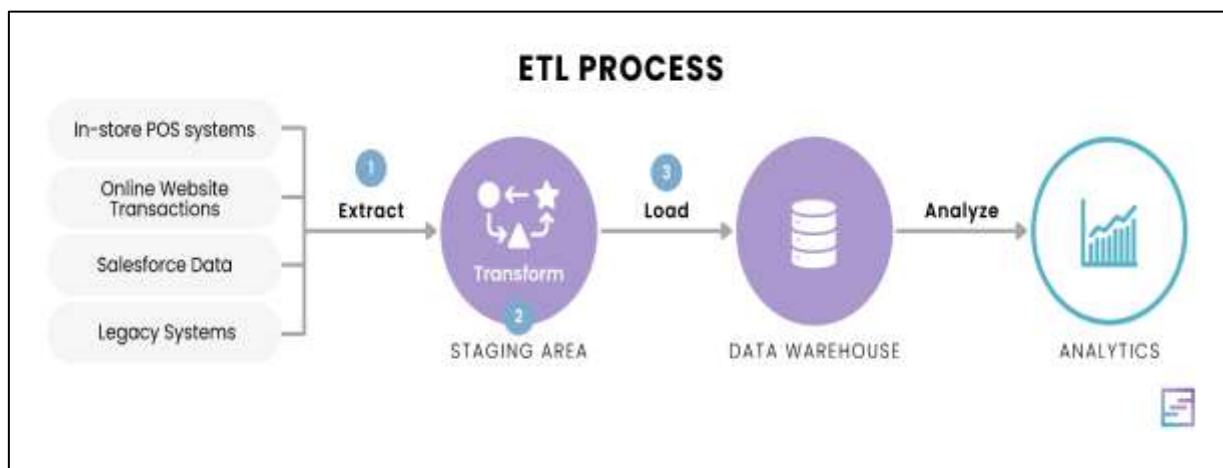 ETL PROCESS
In-store POS systems
Online Website
Transactions
Salesforce Data
Legacy Systems
1
Extract
Transform
2
STAGING AREA
3
Load
DATA WAREHOUSE
Analyze
ANALYTICS